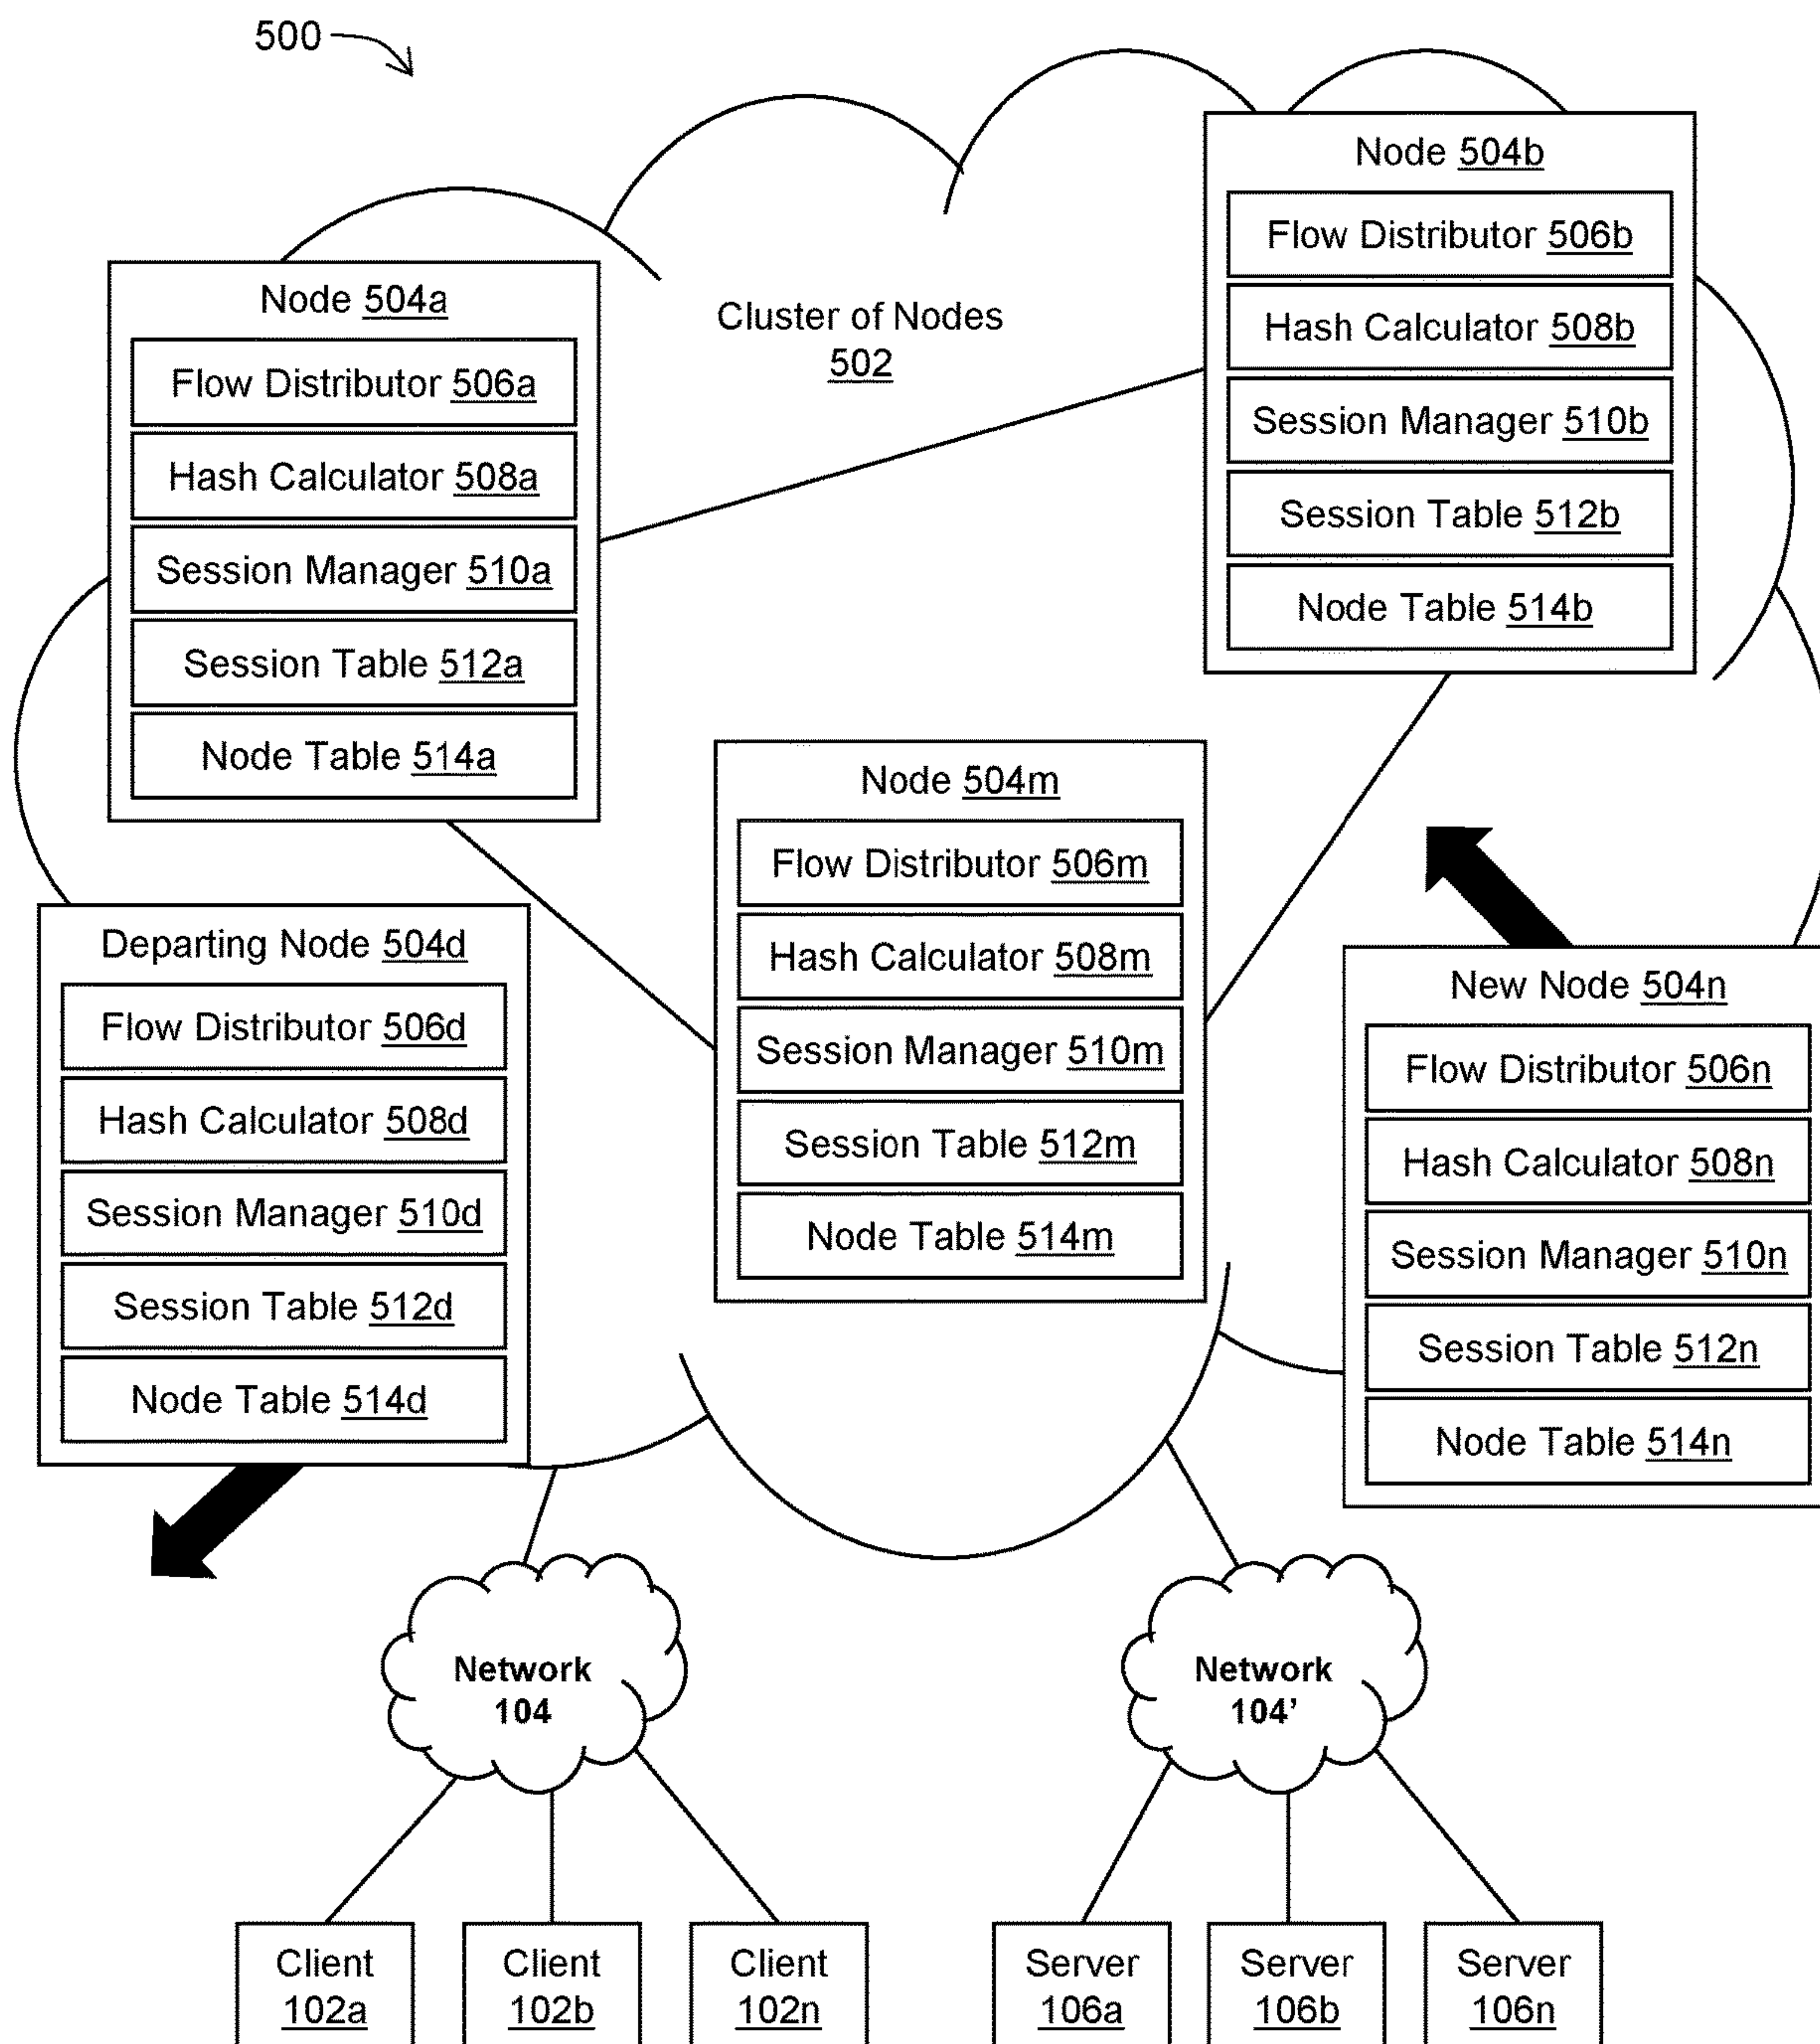 500
Node 504b
Flow Distributor 506b
Hash Calculator 508b
Session Manager 510b
Session Table 512b
Node Table 514b
Node 504a
Flow Distributor 506a
Hash Calculator 508a
Session Manager 510a
Session Table 512a
Node Table 514a
Cluster of Nodes
502
Node 504m
Flow Distributor 506m
Hash Calculator 508m
Session Manager 510m
Session Table 512m
Node Table 514m
Departing Node 504d
Flow Distributor 506d
Hash Calculator 508d
Session Manager 510d
Session Table 512d
Node Table 514d
New Node 504n
Flow Distributor 506n
Hash Calculator 508n
Session Manager 510n
Session Table 512n
Node Table 514n
Network
104
Network
104’
Client
102a
Client
102b
Client
102n
Server
106a
Server
106b
Server
106n